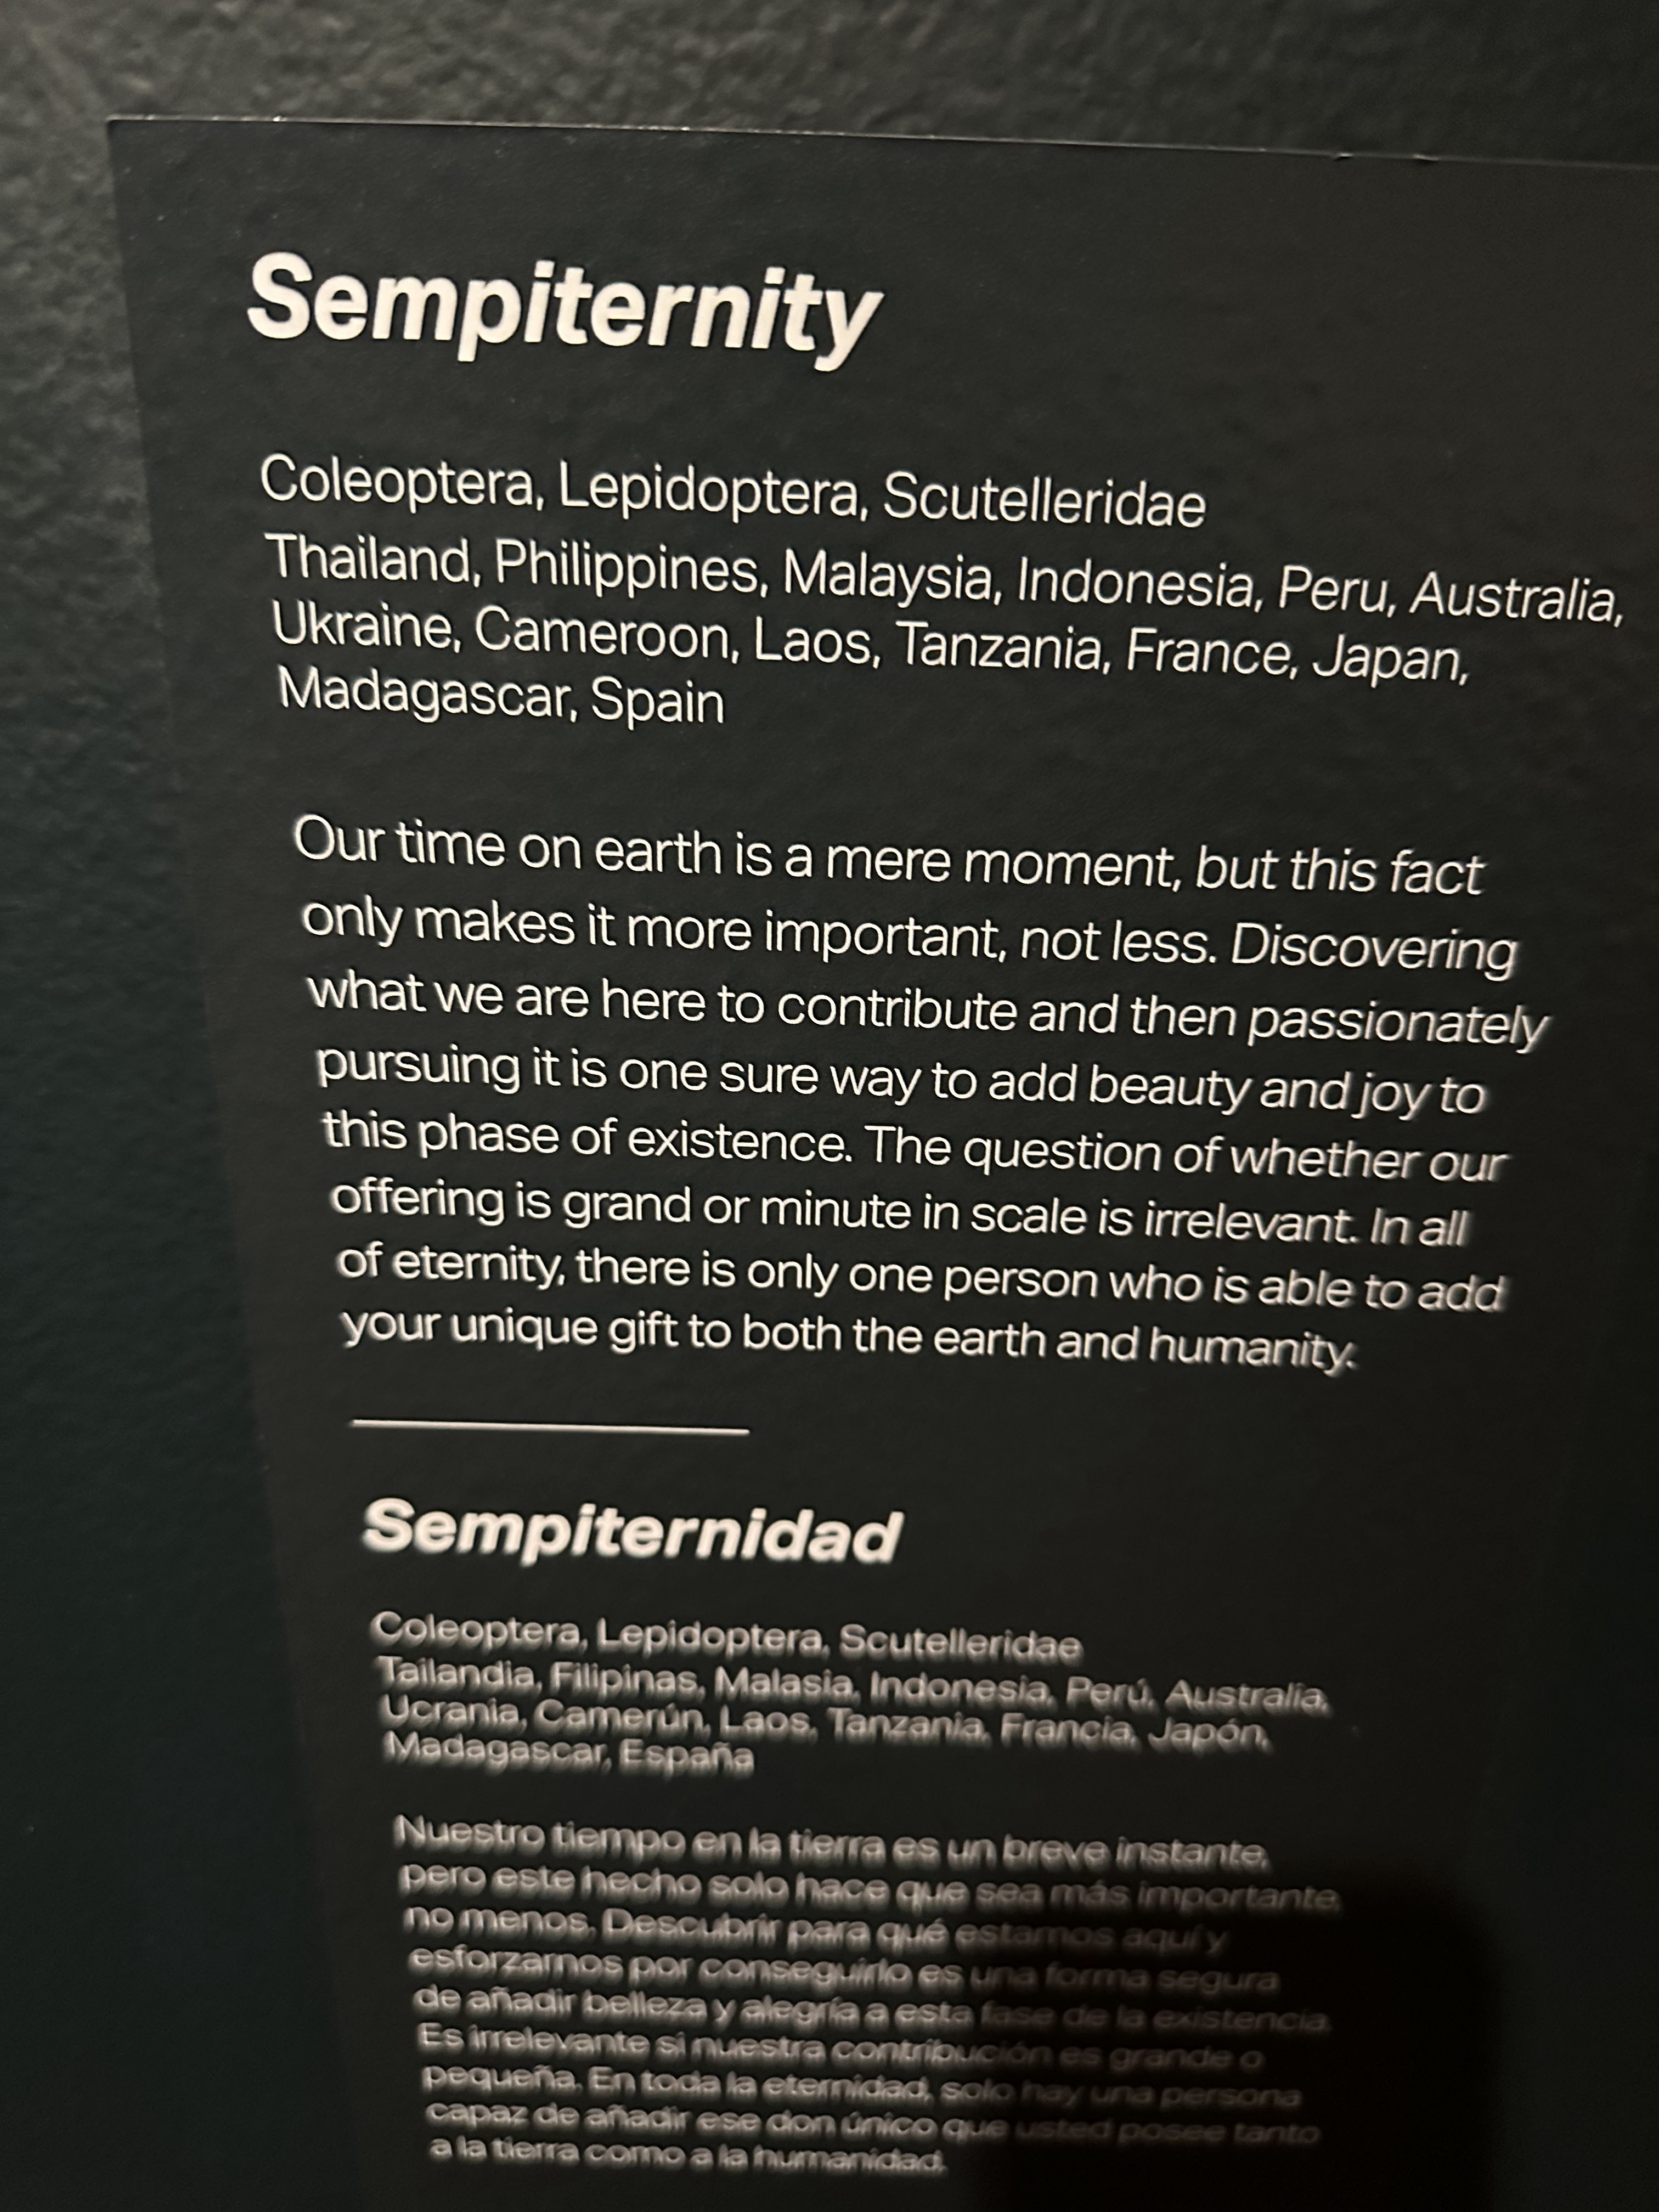 Sempiternity
Coleoptera, Lepidoptera, Scutelleridae
Thailand, Philippines, Malaysia, Indonesia, Peru, Australia,
Ukraine, Cameroon, Laos, Tanzania, France, Japan,
Madagascar, Spain
Our time on earth is a mere moment, but this fact
only makes it more important, not less. Discovering
what we are here to contribute and then passionately
pursuing it is one sure way to add beauty and joy to
this phase of existence. The question of whether our
offering is grand or minute in scale is irrelevant. In all
of eternity, there is only one person who is able to add
your unique gift to both the earth and humanity.
Sempiternidad
Coleoptera, Lepidoptera, Scutelleridae
Tailandia, Filipinas, Malasia, Indonesia, Perú, Australia,
Ucrania, Camerún, Laos, Tanzania, Francia, Japón,
Madagascar, España
Nuestro tiempo en la tierra es un breve instante,
pero este hecho solo hace que sea más importante,
no menos. Descubrir para qué estamos aquí y
esforzarnos por conseguirlo es una forma segura
de añadir belleza y alegría a esta fase de la existencia.
Es irrelevante si nuestra contribución es grande o
pequeña. En toda la eternidad, solo hay una persona
capaz de añadir ese don único que usted posee tanto
a la tierra como a la humanidad.